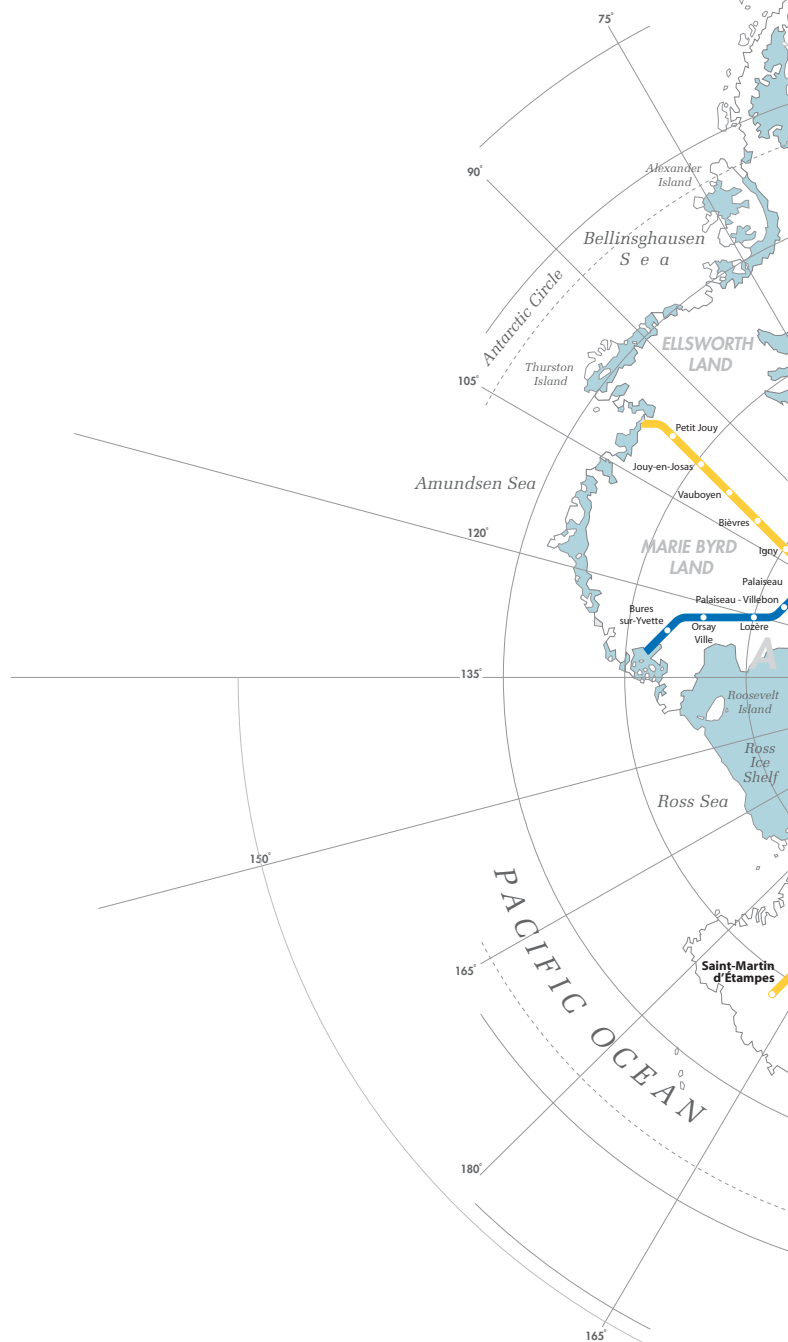 75°
90°
Alexander
Island
Bellinsghausen
Sea
Antarctic Circle
ELLSWORTH
LAND
Thurston
Island
105°
Petit Jouy
Jouy-en-Josas
Amundsen Sea
Vauboyen
Bièvres
120°
MARIE BYRD
LAND
Igny
Palaiseau
Palaiseau - Villebon
Bures
sur-Yvette
Orsay
Ville
Lozère
A
135°
Roosevelt
Island
Ross
Ice
Shelf
Ross Sea
150°
PACIFIC OCEAN
165°
Saint-Martin
d’Étampes
180°
165°